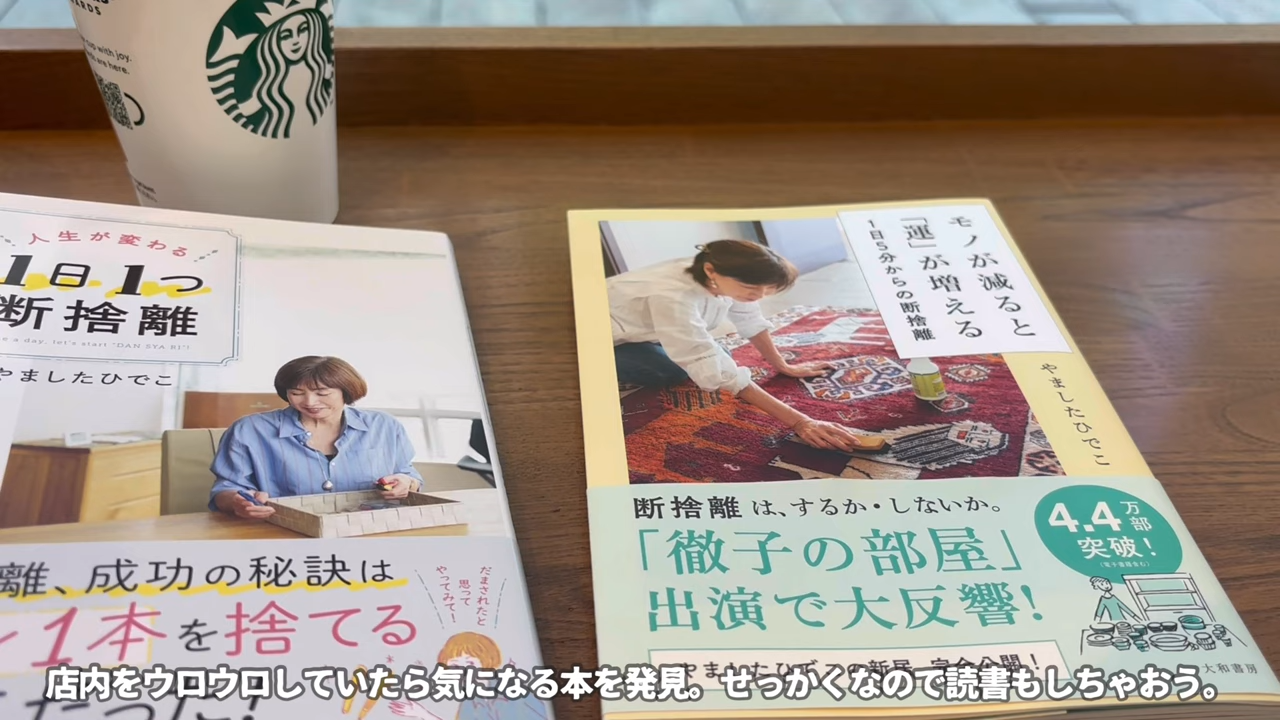 人生が変わる
1日1つ
断捨離
e a day, let's start "DAN SYA RI"!
やましたひでこ
離、成功の秘訣は
1本を捨てる
だまされたと
思って
やってみて!
モノが減ると
「運」が増える
1日5分からの断捨離
やましたひでこ
断捨離は、するか・しないか。
「徹子の部屋」
出演で大反響!
4.4万部
突破!
(電子書籍含む)
大和書房
店内をウロウロしていたら気になる本を発見。せっかくなので読書もしちゃおう。